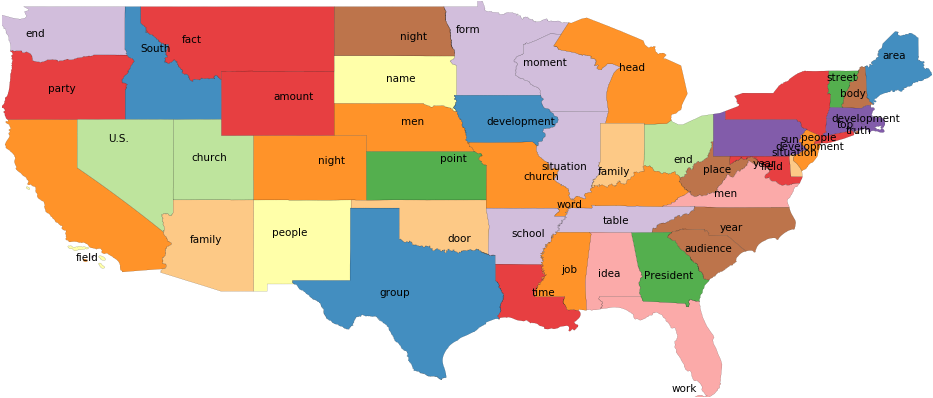 end
South
fact
night
form
moment
head
area
party
amount
name
street
body
men
development
development
top
truth
U.S.
church
night
point
situation
family
end
sun
people
development
situation
year
field
place
church
men
word
family
people
door
school
table
year
audience
field
group
time
job
idea
President
work